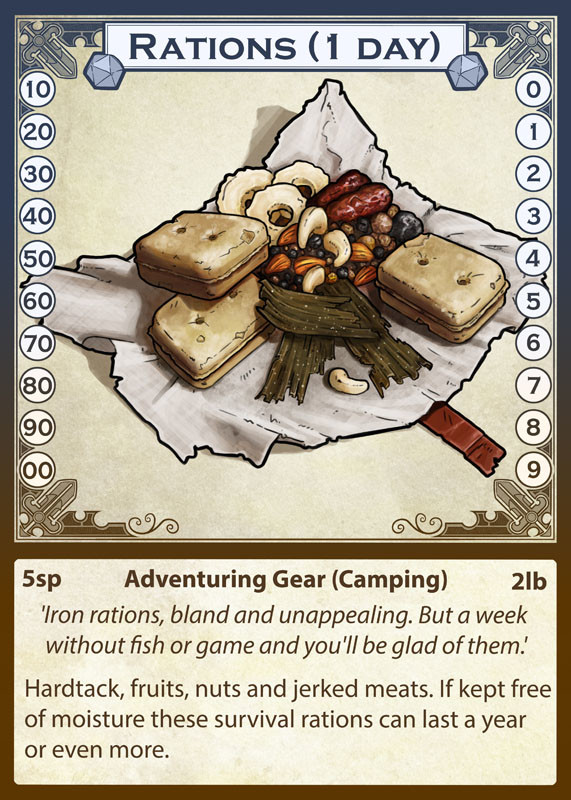 Rations (1 day)
10
20
30
40
50
60
70
80
90
00
0
1
2
3
4
5
6
7
8
9
5sp Adventuring Gear (Camping) 2lb
'Iron rations, bland and unappealing. But a week
without fish or game and you'll be glad of them.'
Hardtack, fruits, nuts and jerked meats. If kept free
of moisture these survival rations can last a year
or even more.